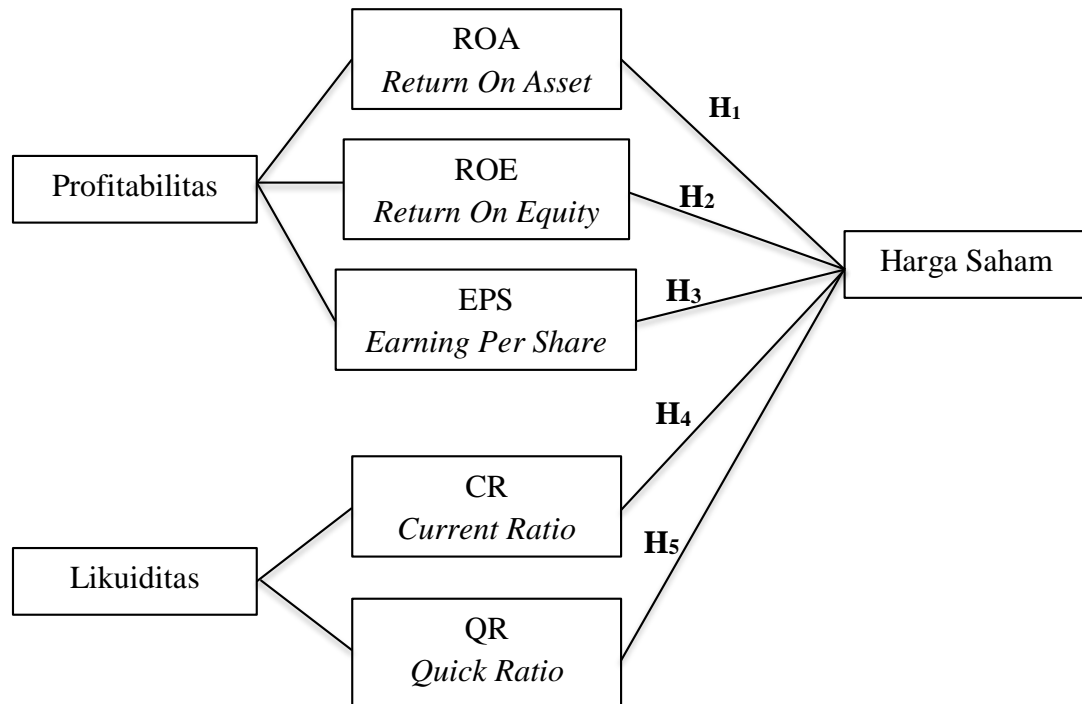 ROA
Return On Asset
H₁
Profitabilitas
ROE
Return On Equity
H₂
Harga Saham
EPS
Earning Per Share
H₃
H₄
CR
Current Ratio
H₅
Likuiditas
QR
Quick Ratio